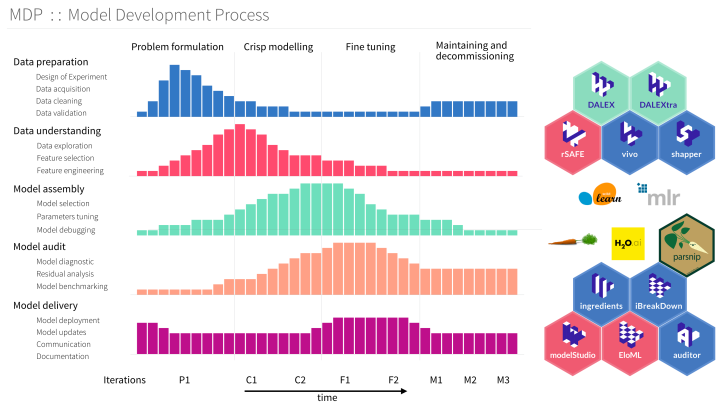 MDP :: Model Development Process
Problem formulation
Crisp modelling
Fine tuning
Maintaining and
decommissioning
Data preparation
Design of Experiment
Data acquisition
Data cleaning
Data validation
Data understanding
Data exploration
Feature selection
Feature engineering
Model assembly
Model selection
Parameters tuning
Model debugging
Model audit
Model diagnostic
Residual analysis
Model benchmarking
Model delivery
Model deployment
Model updates
Communication
Documentation
Iterations
P1
C1
C2
F1
F2
M1
M2
M3
time
DALEX
DALEXtra
rSAFE
vivo
shapper
learn
mlr
H2O.ai
parsnip
ingredients
iBreakDown
modelStudio
EloML
auditor